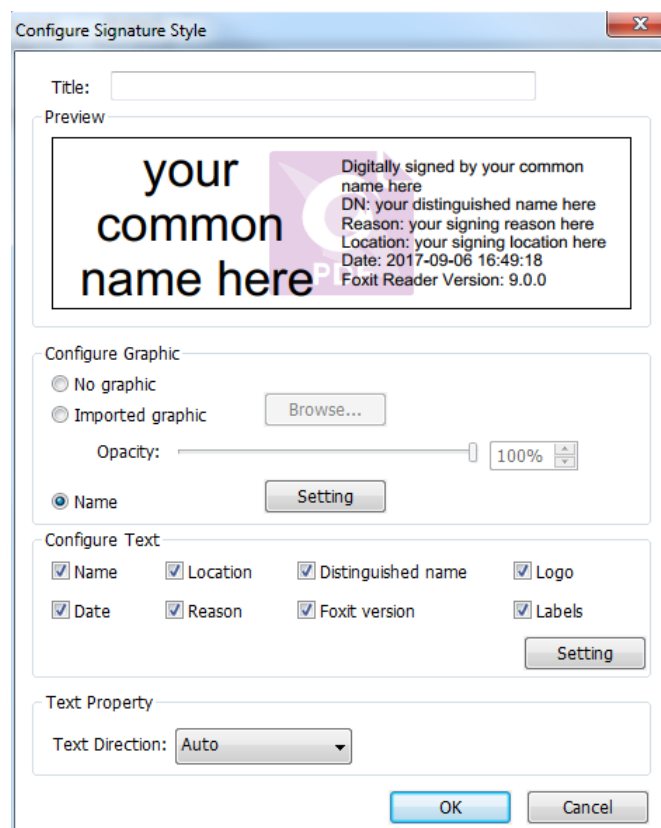 Configure Signature Style
Title:
Preview
your
common
name here
PDF
Digitally signed by your common
name here
DN: your distinguished name here
Reason: your signing reason here
Location: your signing location here
Date: 2017-09-06 16:49:18
Foxit Reader Version: 9.0.0
Configure Graphic
No graphic
Imported graphic Browse...
Opacity: 100%
Name Setting
Configure Text
Name Location Distinguished name Logo
Date Reason Foxit version Labels
Setting
Text Property
Text Direction: Auto
OK Cancel